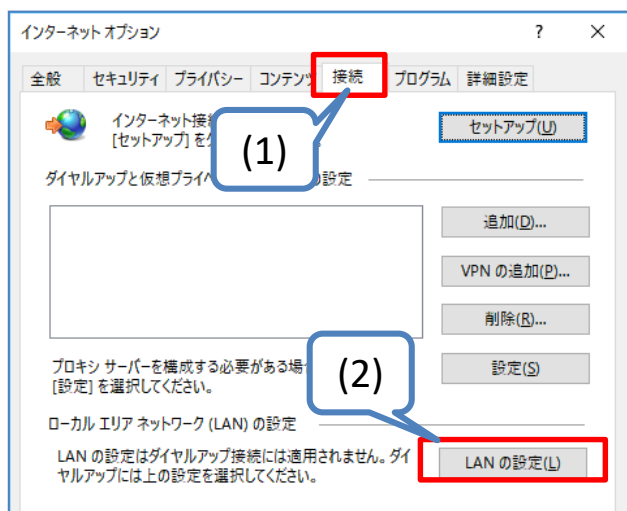 インターネット オプション ? ×
全般 セキュリティ プライバシー コンテンツ 接続 プログラム 詳細設定
インターネット接
[セットアップ] を
セットアップ(U)
(1)
ダイヤルアップと仮想プライベ
設定
追加(D)...
VPN の追加(P)...
削除(R)...
プロキシ サーバーを構成する必要がある場
[設定] を選択してください。
(2)
設定(S)
ローカル エリア ネットワーク (LAN) の設定
LAN の設定はダイヤルアップ接続には適用されません。ダイ
ヤルアップには上の設定を選択してください。
LAN の設定(L)